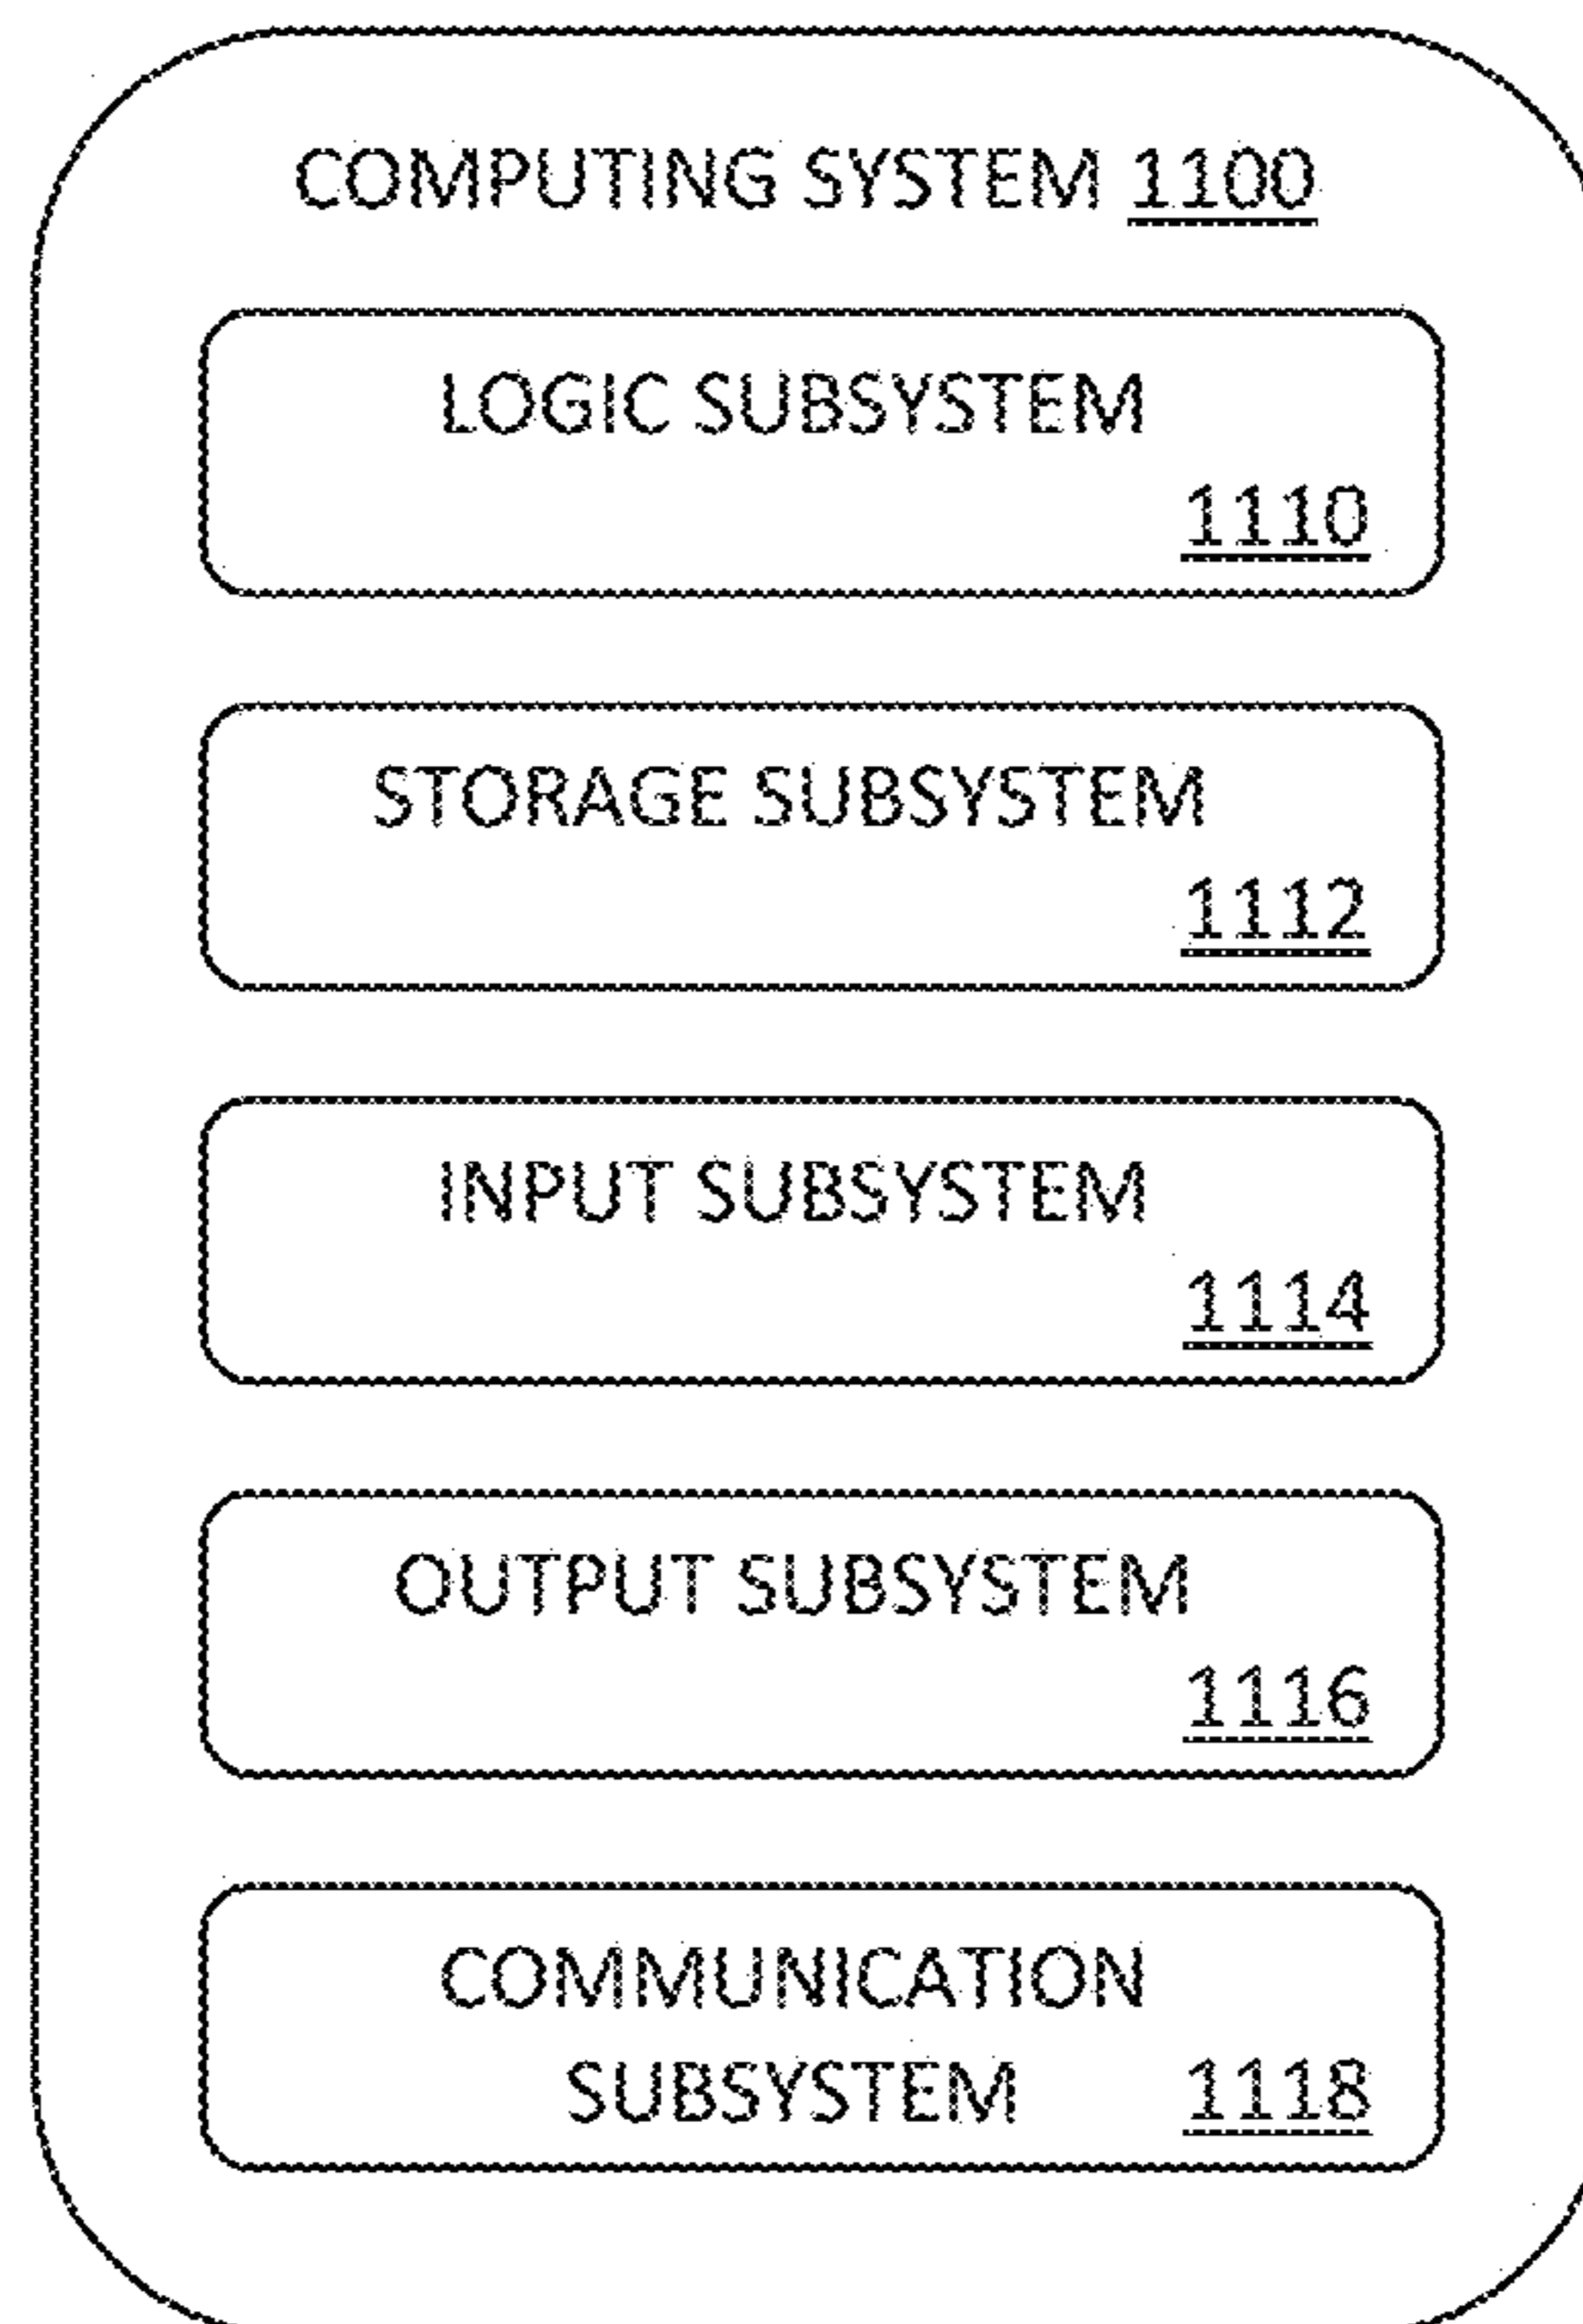 COMPUTING SYSTEM 1100
LOGIC SUBSYSTEM
1110
STORAGE SUBSYSTEM
1112
INPUT SUBSYSTEM
1114
OUTPUT SUBSYSTEM
1116
COMMUNICATION
SUBSYSTEM 1118